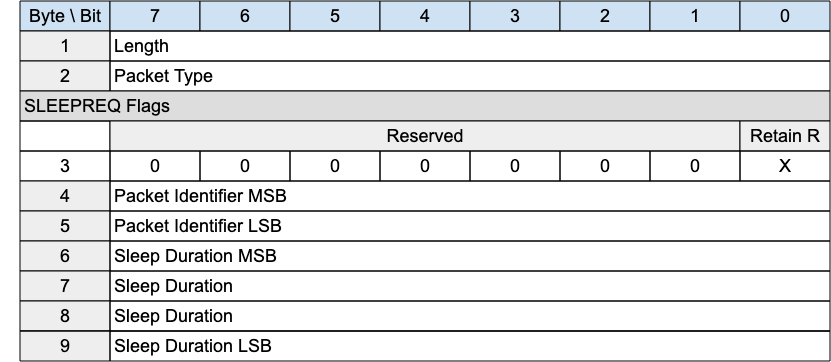 Byte \ Bit 7 6 5 4 3 2 1 0
1 Length
2 Packet Type
SLEEPREQ Flags
Reserved Retain R
3 0 0 0 0 0 0 0 X
4 Packet Identifier MSB
5 Packet Identifier LSB
6 Sleep Duration MSB
7 Sleep Duration
8 Sleep Duration
9 Sleep Duration LSB